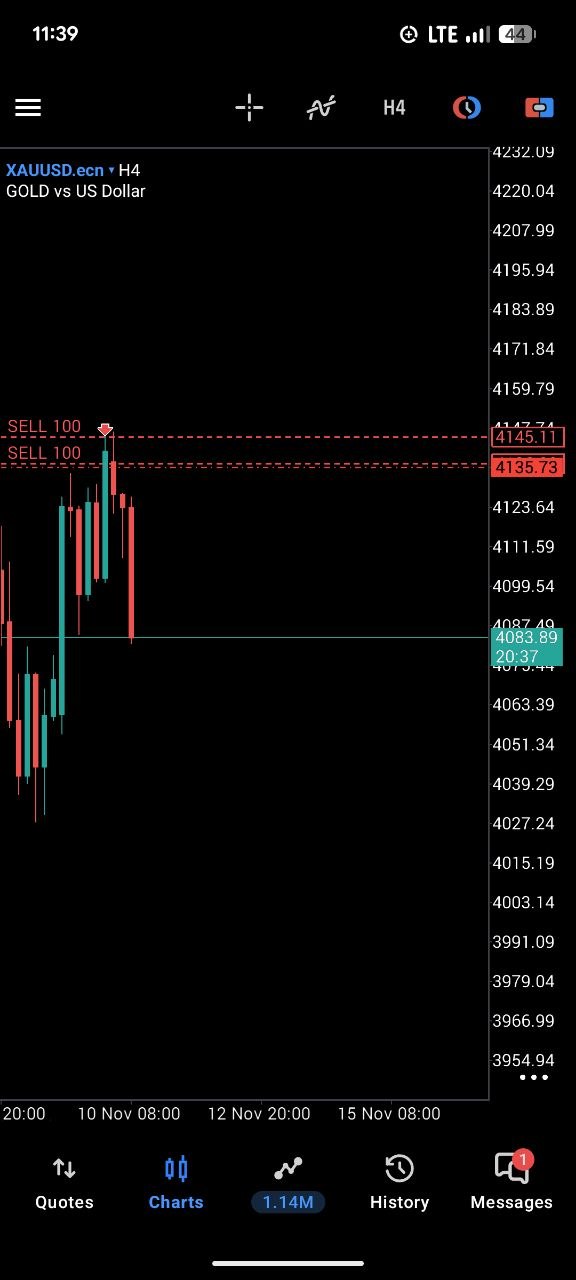 11:39
LTE
44
H4
XAUUSD.ecn ▾ H4
GOLD vs US Dollar
4232.09
4220.04
4207.99
4195.94
4183.89
4171.84
4159.79
SELL 100
4145.11
SELL 100
4135.73
4123.64
4111.59
4099.54
4087.49
4083.89
20:37
4063.39
4051.34
4039.29
4027.24
4015.19
4003.14
3991.09
3979.04
3966.99
3954.94
20:00
10 Nov 08:00
12 Nov 20:00
15 Nov 08:00
1
Quotes
Charts
1.14M
History
Messages